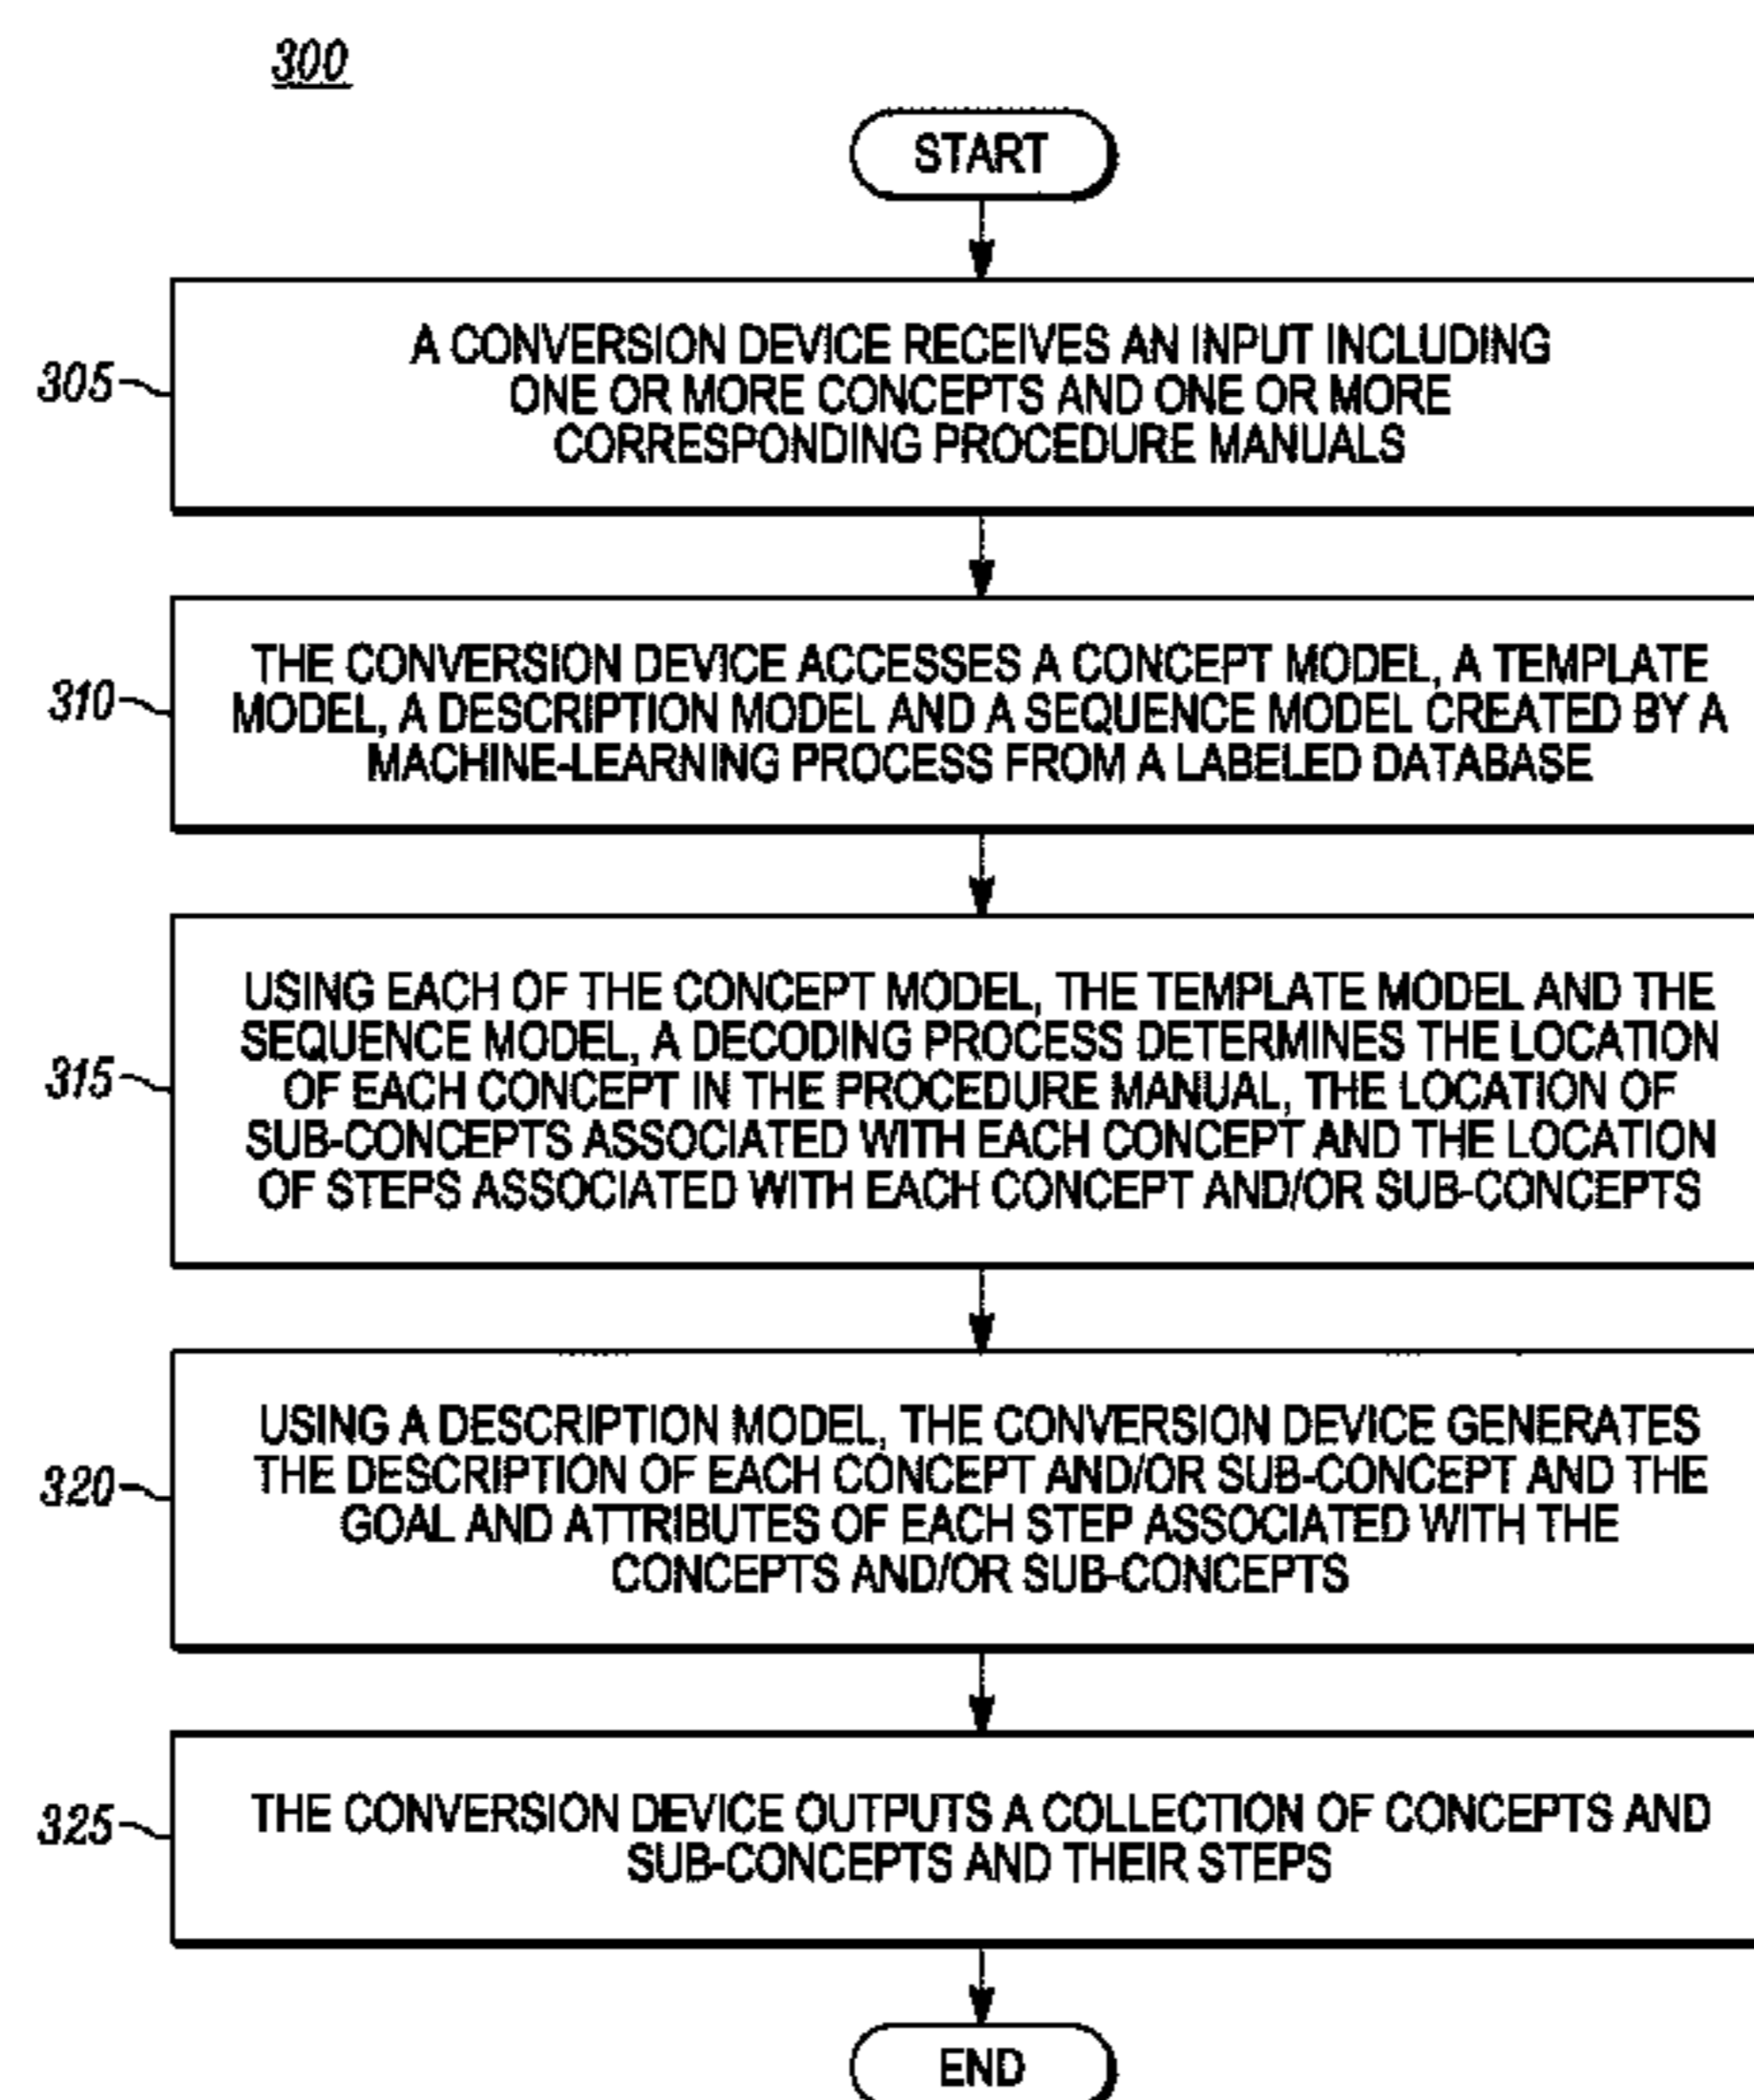 300
START
305
A CONVERSION DEVICE RECEIVES AN INPUT INCLUDING
ONE OR MORE CONCEPTS AND ONE OR MORE
CORRESPONDING PROCEDURE MANUALS
310
THE CONVERSION DEVICE ACCESSES A CONCEPT MODEL, A TEMPLATE
MODEL, A DESCRIPTION MODEL AND A SEQUENCE MODEL CREATED BY A
MACHINE-LEARNING PROCESS FROM A LABELED DATABASE
315
USING EACH OF THE CONCEPT MODEL, THE TEMPLATE MODEL AND THE
SEQUENCE MODEL, A DECODING PROCESS DETERMINES THE LOCATION
OF EACH CONCEPT IN THE PROCEDURE MANUAL, THE LOCATION OF
SUB-CONCEPTS ASSOCIATED WITH EACH CONCEPT AND THE LOCATION
OF STEPS ASSOCIATED WITH EACH CONCEPT AND/OR SUB-CONCEPTS
320
USING A DESCRIPTION MODEL, THE CONVERSION DEVICE GENERATES
THE DESCRIPTION OF EACH CONCEPT AND/OR SUB-CONCEPT AND THE
GOAL AND ATTRIBUTES OF EACH STEP ASSOCIATED WITH THE
CONCEPTS AND/OR SUB-CONCEPTS
325
THE CONVERSION DEVICE OUTPUTS A COLLECTION OF CONCEPTS AND
SUB-CONCEPTS AND THEIR STEPS
END